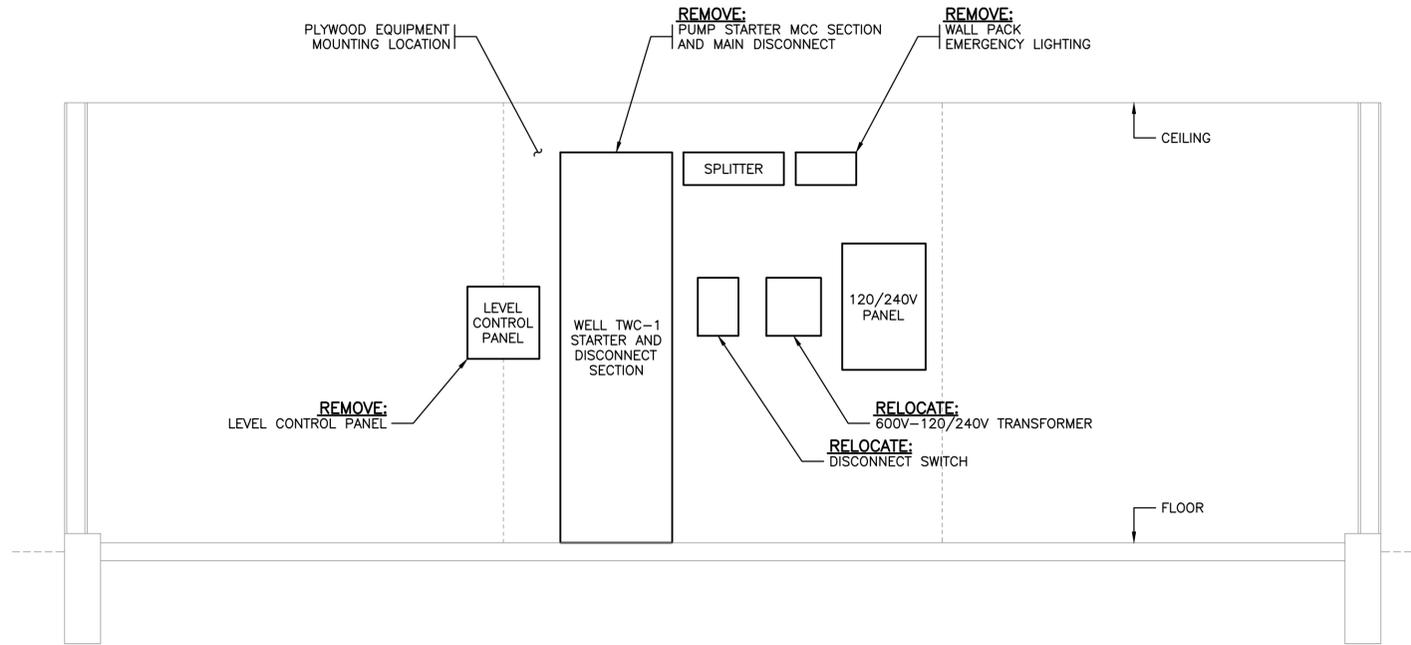 PLYWOOD EQUIPMENT
MOUNTING LOCATION
REMOVE:
PUMP STARTER MCC SECTION
AND MAIN DISCONNECT
REMOVE:
WALL PACK
EMERGENCY LIGHTING
CEILING
SPLITTER
LEVEL
CONTROL
PANEL
WELL TWC-1
STARTER AND
DISCONNECT
SECTION
120/240V
PANEL
REMOVE:
LEVEL CONTROL PANEL
RELOCATE:
600V-120/240V TRANSFORMER
RELOCATE:
DISCONNECT SWITCH
FLOOR